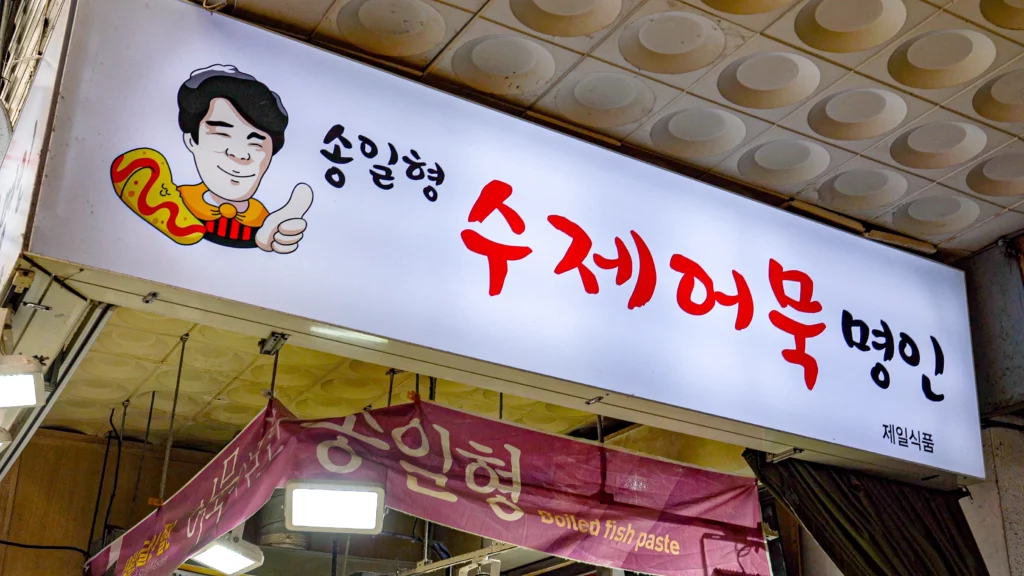 송일형 수제어묵 명인
제일식품
송일형
Boiled fish paste